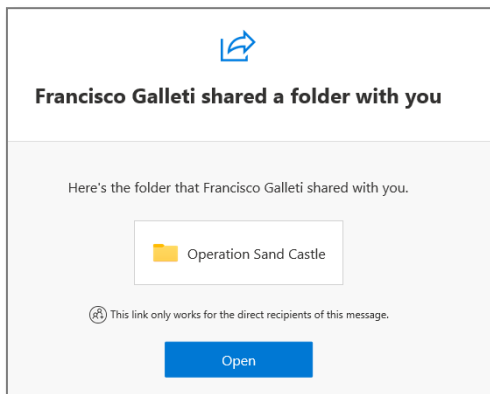 Francisco Galleti shared a folder with you
Here's the folder that Francisco Galleti shared with you.
Operation Sand Castle
This link only works for the direct recipients of this message.
Open